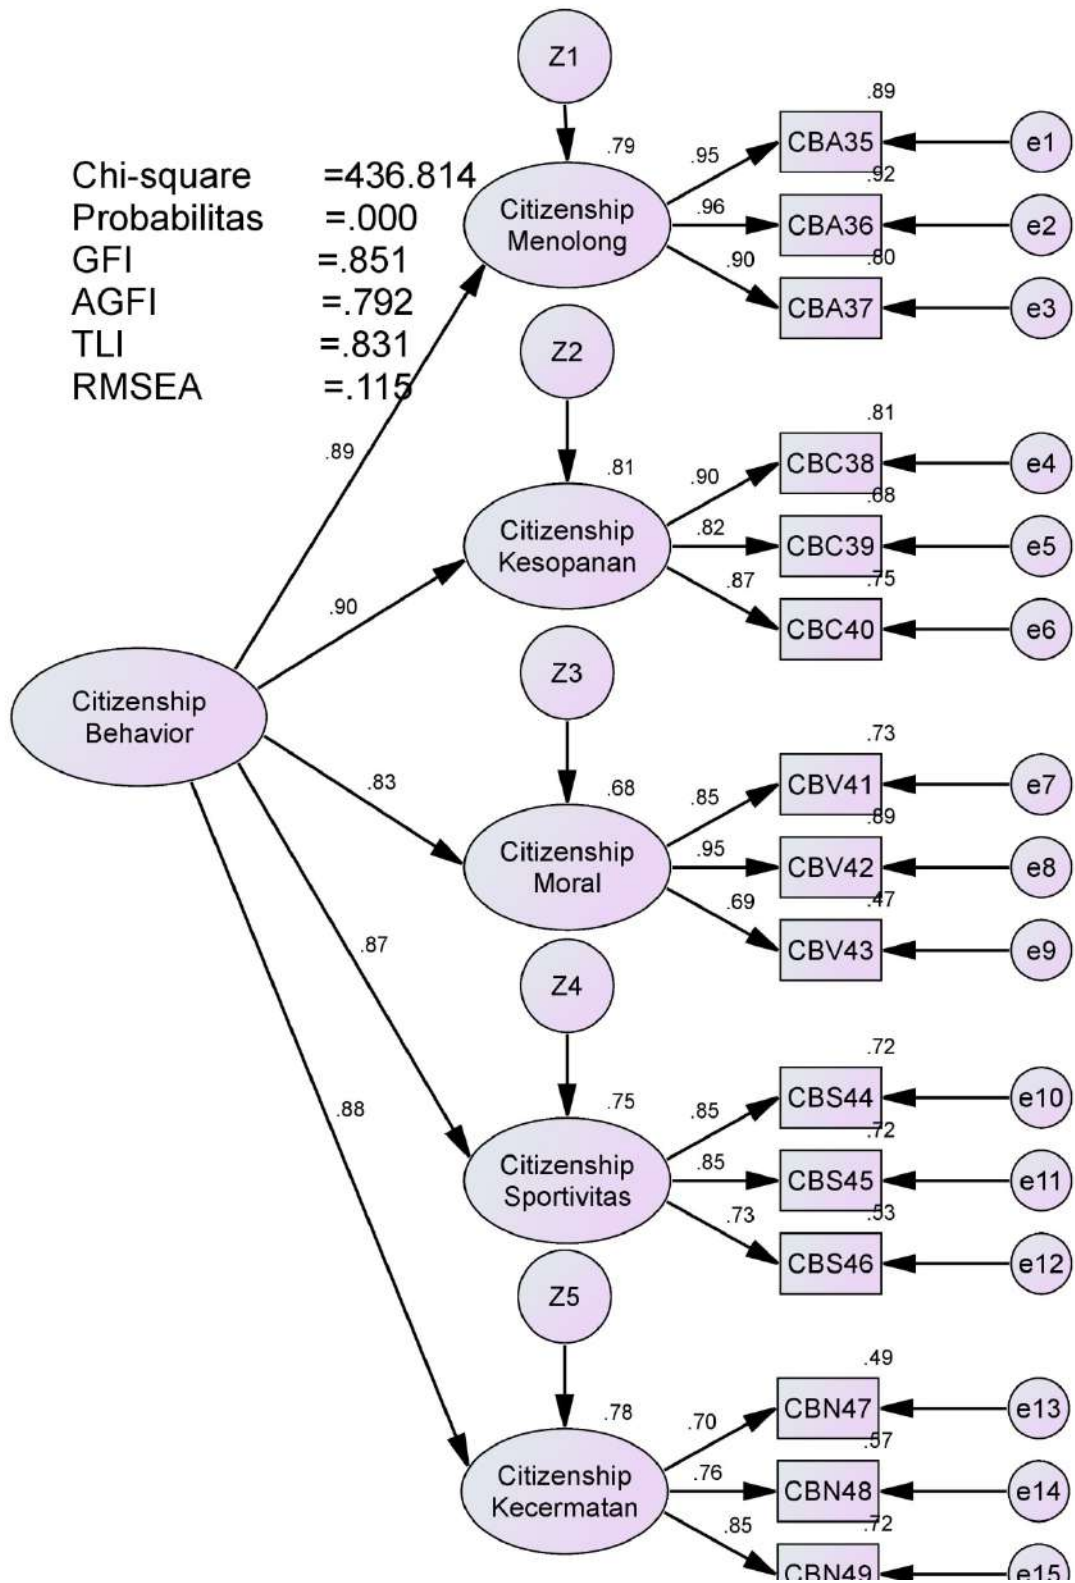 Z1
.89
.79
.95
CBA35
e1
Chi-square =436.814
.92
Probabilitas =.000
Citizenship
Menolong
.96
CBA36
e2
GFI =.851
.90
.80
AGFI =.792
CBA37
e3
TLI =.831
Z2
RMSEA =.115
.89
.81
.81
.90
CBC38
e4
.68
Citizenship
Kesopanan
.82
CBC39
e5
.87
.75
.90
CBC40
e6
Z3
Citizenship
Behavior
.73
.83
.68
.85
CBV41
e7
.89
Citizenship
Moral
.95
CBV42
e8
.69
.47
.87
CBV43
e9
Z4
.72
.88
.75
.85
CBS44
e10
.72
Citizenship
Sportivitas
.85
CBS45
e11
.73
.53
CBS46
e12
Z5
.49
.78
.70
CBN47
e13
.57
Citizenship
Kecermatan
.76
CBN48
e14
.85
.72
CBN49
e15